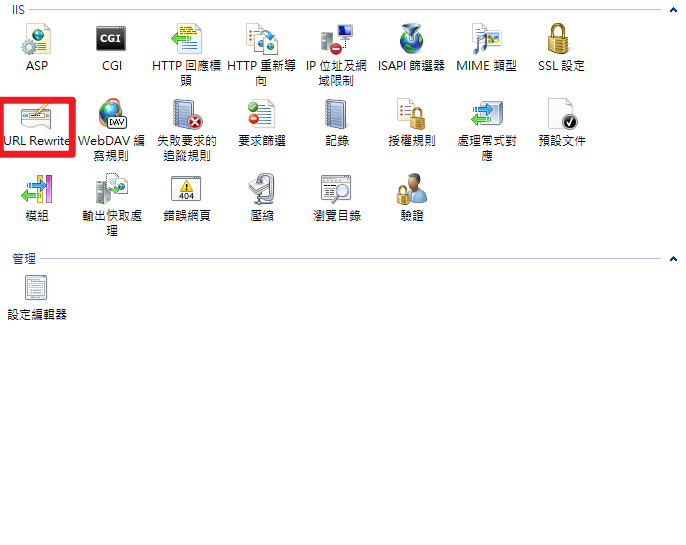 IIS
ASP
CGI
CGI
HTTP 回應標
頭
HTTP 重新導
向
IP 位址及網
域限制
ISAPI 篩選器
MIME 類型
SSL 設定
URL Rewrite
DAV
WebDAV 編
寫規則
失敗要求的
追蹤規則
要求篩選
記錄
授權規則
處理常式對
應
預設文件
模組
輸出快取處
理
404
錯誤網頁
壓縮
瀏覽目錄
驗證
管理
設定編輯器